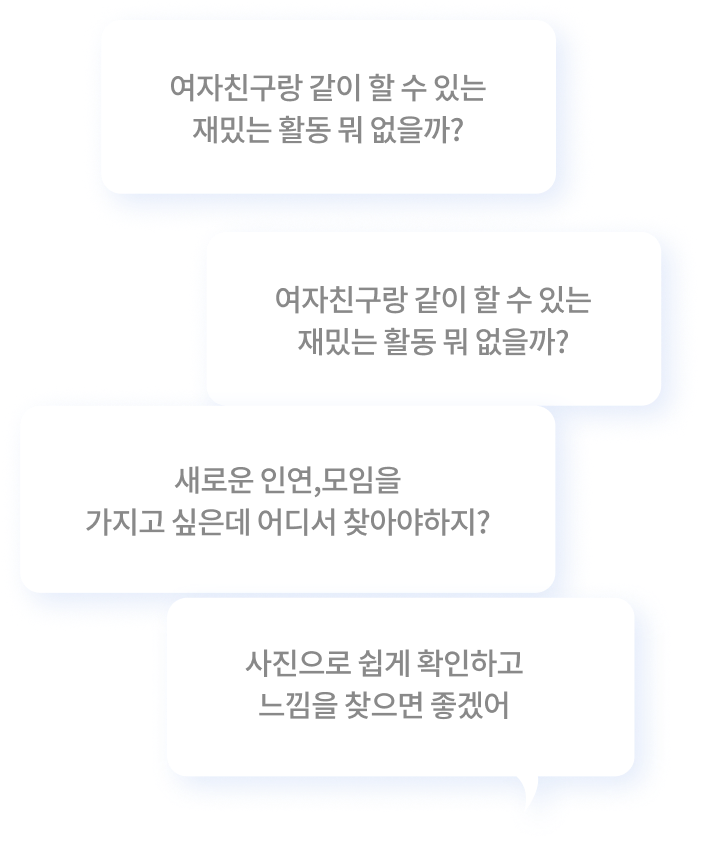 여자친구랑 같이 할 수 있는
재밌는 활동 뭐 없을까?
여자친구랑 같이 할 수 있는
재밌는 활동 뭐 없을까?
새로운 인연,모임을
가지고 싶은데 어디서 찾아야하지?
사진으로 쉽게 확인하고
느낌을 찾으면 좋겠어